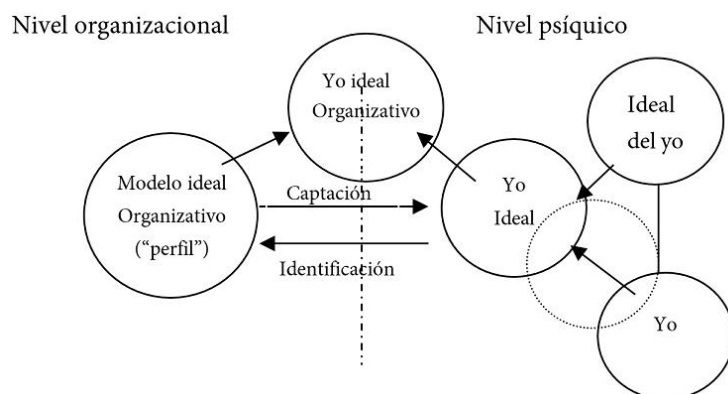 Nivel organizacional
Nivel psíquico
Yo ideal
Organizativo
Ideal
del yo
Modelo ideal
Organizativo
(“perfil”)
Captación
Yo
Ideal
Identificación
Yo